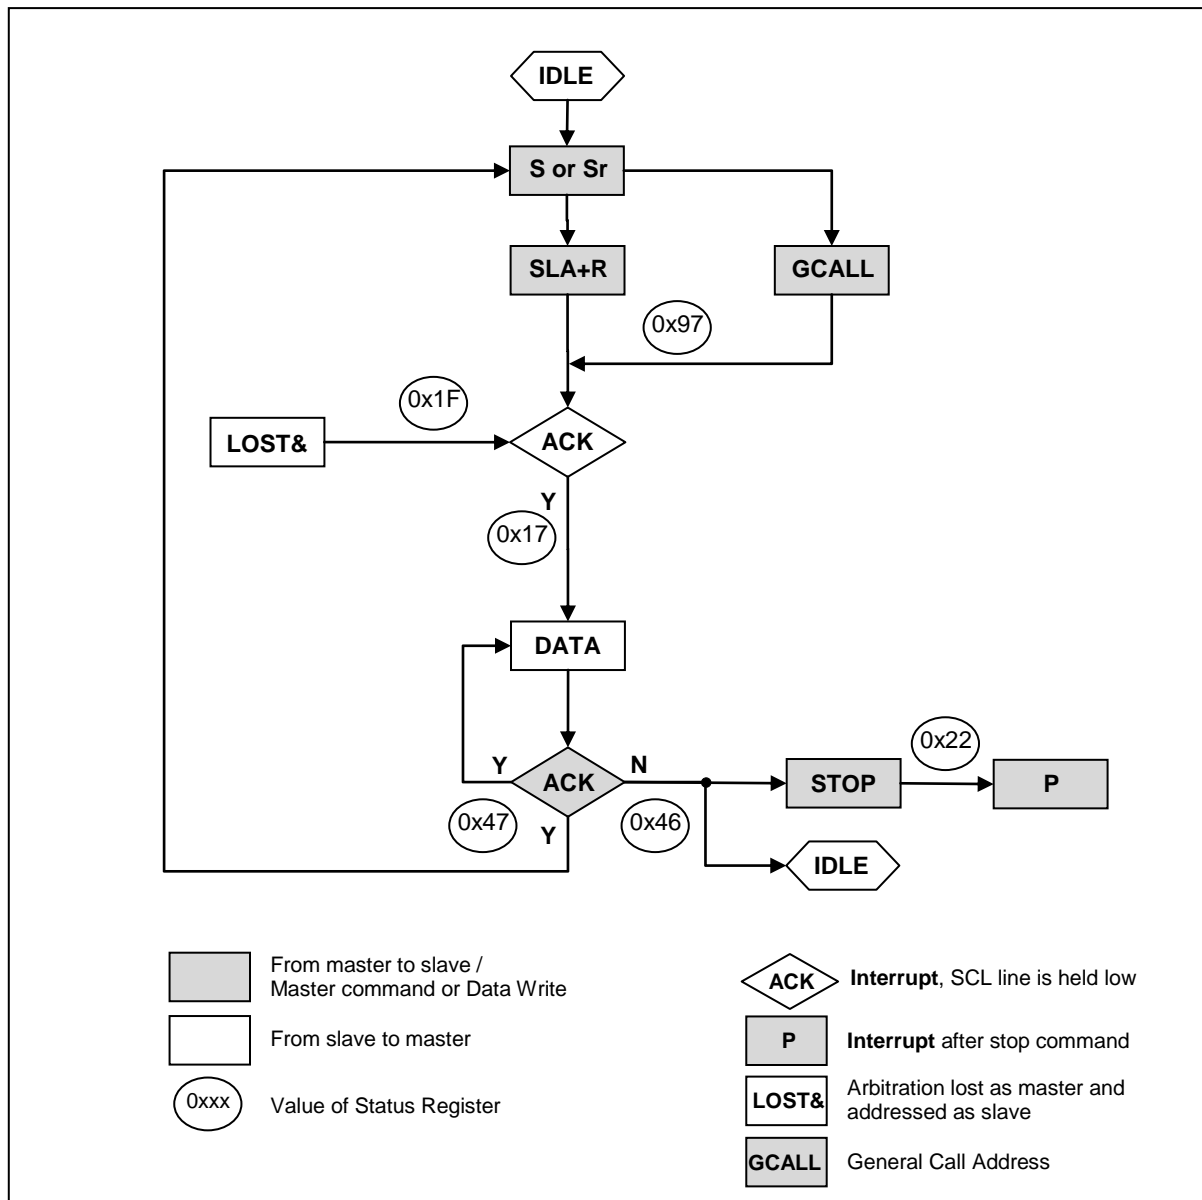 IDLE
S or Sr
SLA+R
GCALL
0x97
0x1F
LOST&
ACK
Y
0x17
DATA
0x22
Y
ACK
N
STOP
P
0x47
Y
0x46
IDLE
From master to slave /
Master command or Data Write
From slave to master
0xxx
Value of Status Register
ACK
Interrupt, SCL line is held low
P
Interrupt after stop command
LOST&
Arbitration lost as master and
addressed as slave
GCALL
General Call Address